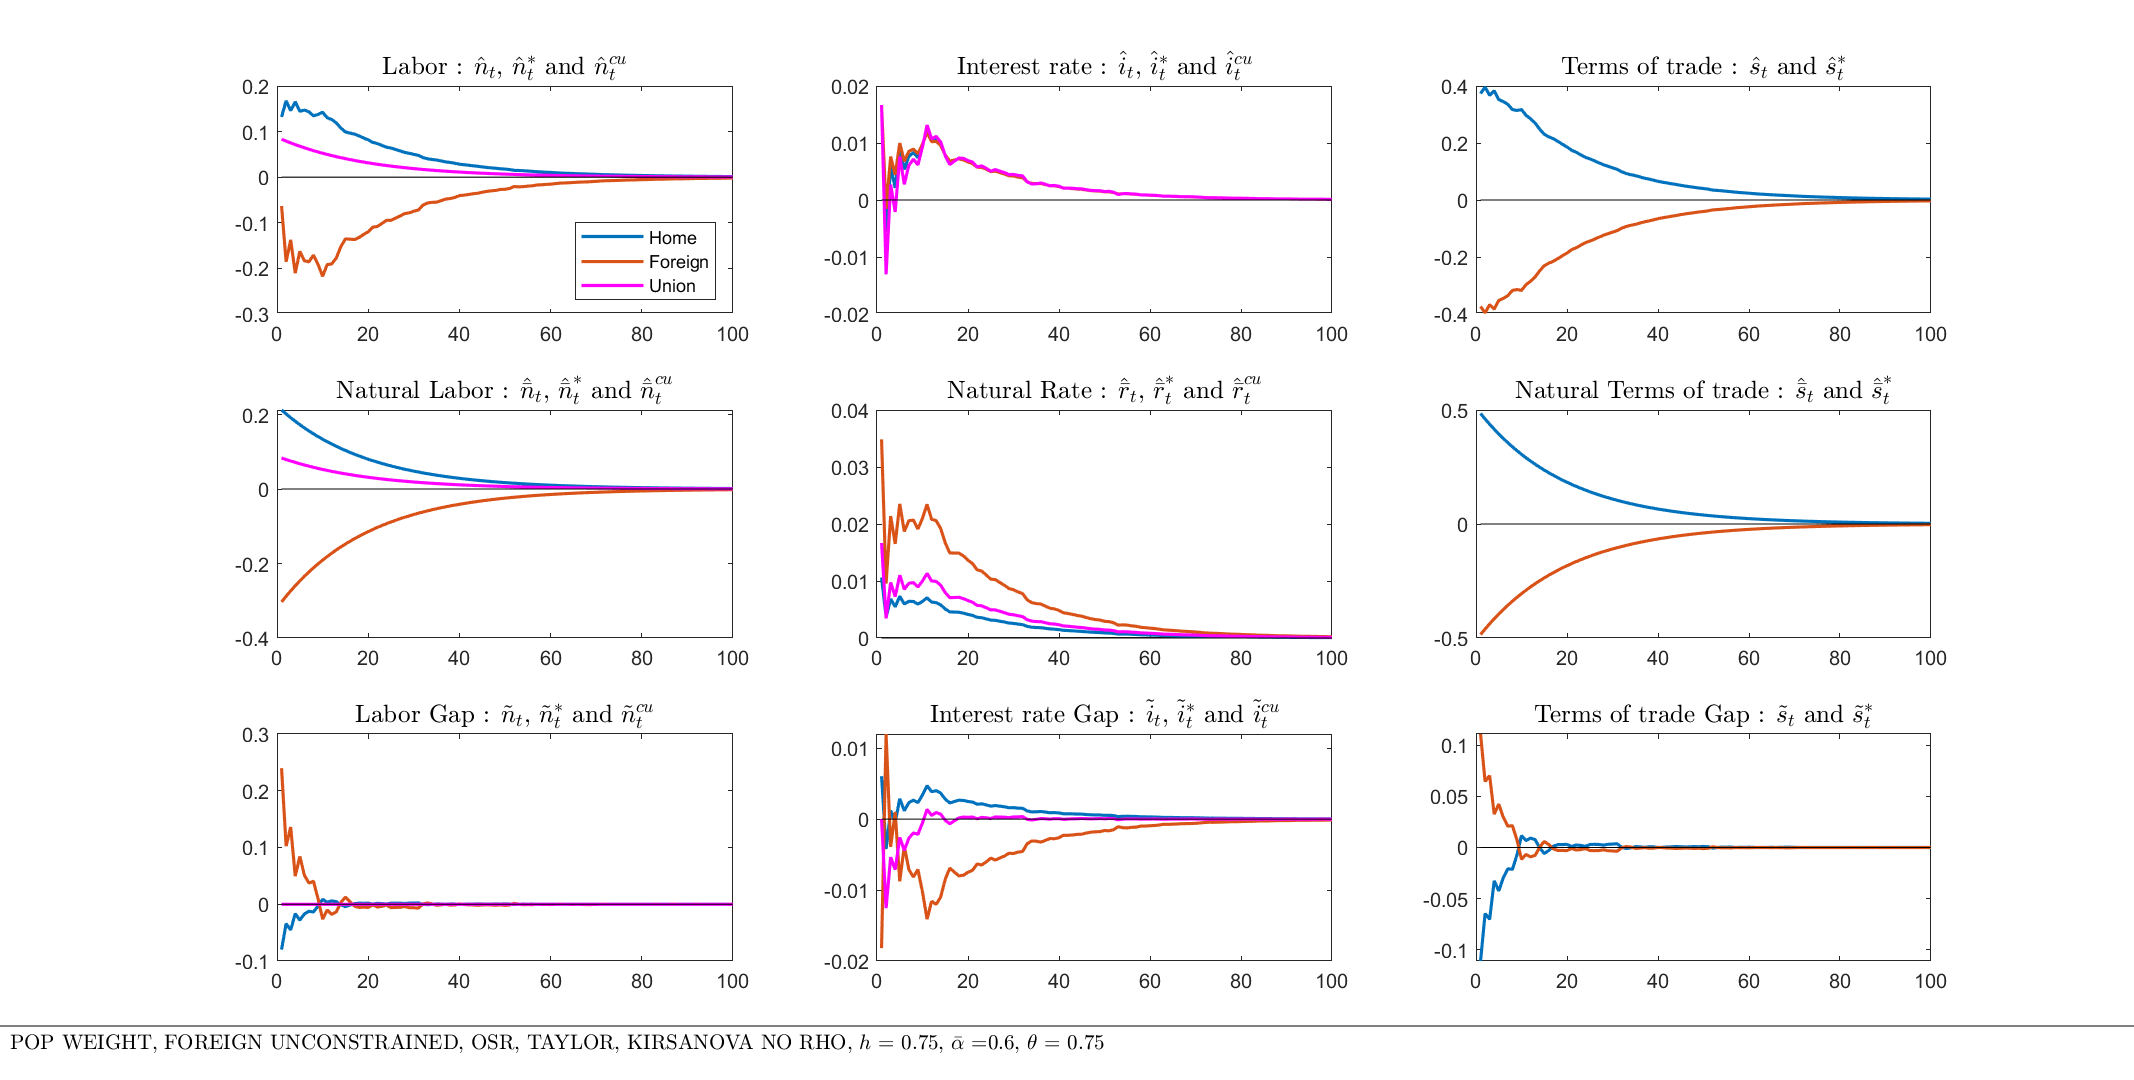 Labor : n̂ₜ, n̂ₜ* and n̂ₜᶜᵘ
0.2
0.1
0
-0.1
-0.2
-0.3
0 20 40 60 80 100
Home
Foreign
Union
Interest rate : îₜ, îₜ* and îₜᶜᵘ
0.02
0.01
0
-0.01
-0.02
0 20 40 60 80 100
Terms of trade : ŝₜ and ŝₜ*
0.4
0.2
0
-0.2
-0.4
0 20 40 60 80 100
Natural Labor : n̄̂ₜ, n̄̂ₜ* and n̄̂ₜᶜᵘ
0.2
0
-0.2
-0.4
0 20 40 60 80 100
Natural Rate : r̄̂ₜ, r̄̂ₜ* and r̄̂ₜᶜᵘ
0.04
0.03
0.02
0.01
0
0 20 40 60 80 100
Natural Terms of trade : s̄̂ₜ and s̄̂ₜ*
0.5
0
-0.5
0 20 40 60 80 100
Labor Gap : ñₜ, ñₜ* and ñₜᶜᵘ
0.3
0.2
0.1
0
-0.1
0 20 40 60 80 100
Interest rate Gap : ĩₜ, ĩₜ* and ĩₜᶜᵘ
0.01
0
-0.01
-0.02
0 20 40 60 80 100
Terms of trade Gap : s̃ₜ and s̃ₜ*
0.1
0.05
0
-0.05
-0.1
0 20 40 60 80 100
POP WEIGHT, FOREIGN UNCONSTRAINED, OSR, TAYLOR, KIRSANOVA NO RHO, h = 0.75, ᾱ =0.6, θ = 0.75